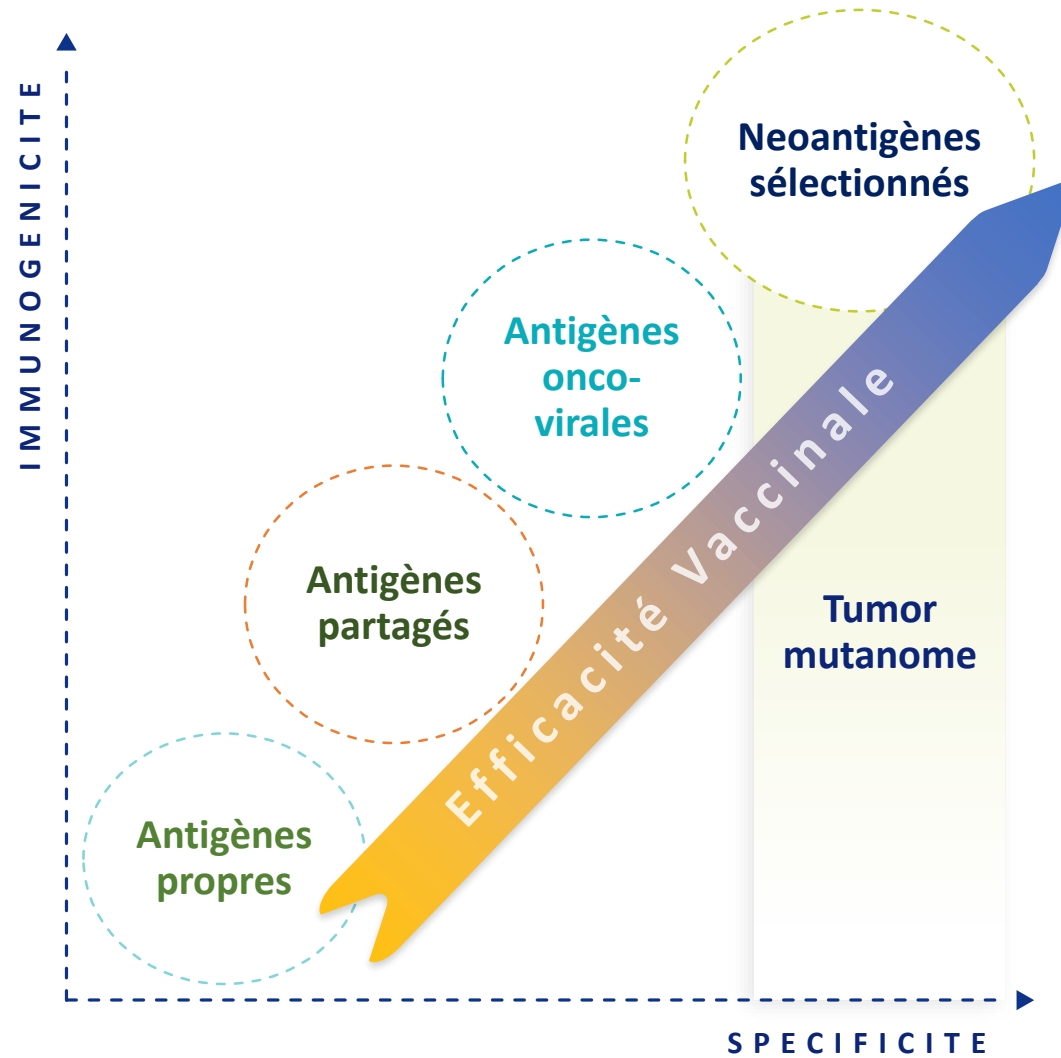 IMMUNOGENICITE
Neoantigènes
sélectionnés
Antigènes
onco-
virales
Antigènes
partagés
Antigènes
propres
Efficacité Vaccinale
Tumor
mutanome
SPECIFICITE